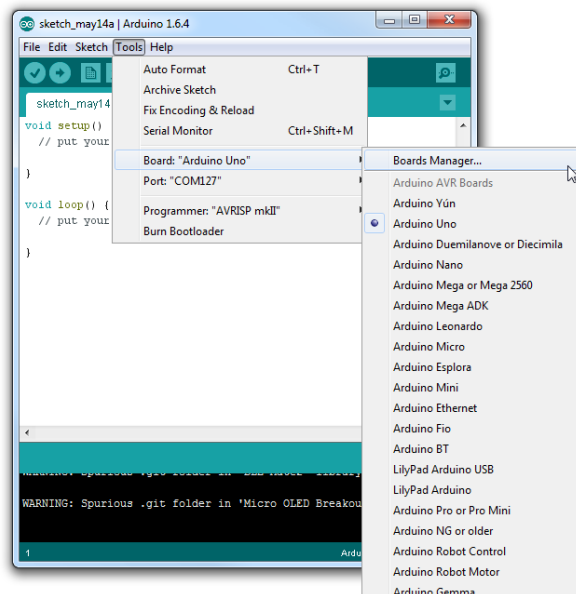 sketch_may14a | Arduino 1.6.4
File Edit Sketch Tools Help
sketch_may14
void setup()
// put your
}
void loop() {
// put your
}
Auto Format Ctrl+T
Archive Sketch
Fix Encoding & Reload
Serial Monitor Ctrl+Shift+M
Board: "Arduino Uno"
Port: "COM127"
Programmer: "AVRISP mkII"
Burn Bootloader
Boards Manager...
Arduino AVR Boards
Arduino Yún
Arduino Uno
Arduino Duemilanove or Diecimila
Arduino Nano
Arduino Mega or Mega 2560
Arduino Mega ADK
Arduino Leonardo
Arduino Micro
Arduino Esplora
Arduino Mini
Arduino Ethernet
Arduino Fio
Arduino BT
LilyPad Arduino USB
LilyPad Arduino
Arduino Pro or Pro Mini
Arduino NG or older
Arduino Robot Control
Arduino Robot Motor
Arduino Gemma
WARNING: Spurious .git folder in
WARNING: Spurious .git folder in 'Micro OLED Breakou
1 Ardu